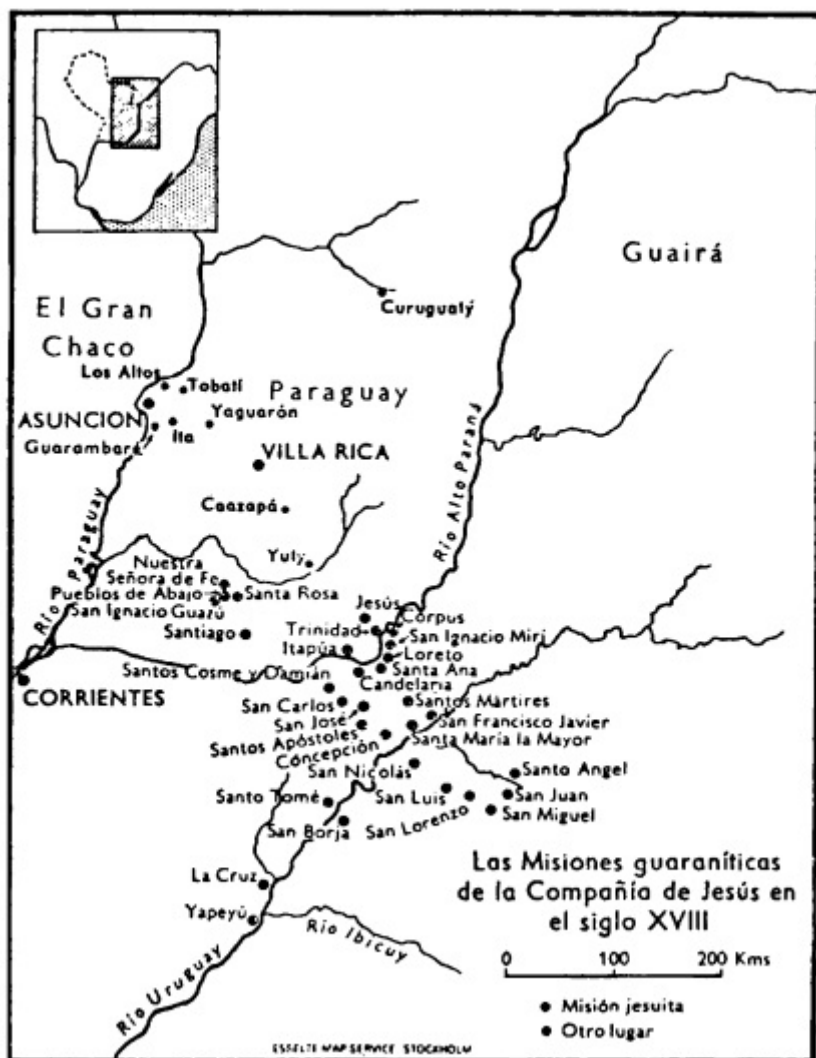 Guairá
El Gran
Chaco
Curuguatý
Los Altos
Tobatí
Paraguay
ASUNCION
Yaguarón
Guarambaré
Ita
VILLA RICA
Caazapá
Río Alto Paraná
Río Paraguay
Yutý
Nuestra
Señora de Fe
Pueblos de Abajo
Santa Rosa
San Ignacio Guazú
Santiago
Jesús
Corpus
Trinidad
San Ignacio Mirí
Itapúa
Loreto
Santa Ana
Santos Cosme y Damián
Candelaria
CORRIENTES
San Carlos
Santos Mártires
San José
San Francisco Javier
Santos Apóstoles
Santa María la Mayor
Concepción
San Nicolás
Santo Angel
Santo Tomé
San Luis
San Juan
San Lorenzo
San Miguel
San Borja
La Cruz
Yapeyú
Río Ibicuy
Río Uruguay
Las Misiones guaraníticas
de la Compañía de Jesús en
el siglo XVIII
0 100 200 Kms
Misión jesuita
Otro lugar
ESSELTE MAP SERVICE STOCKHOLM